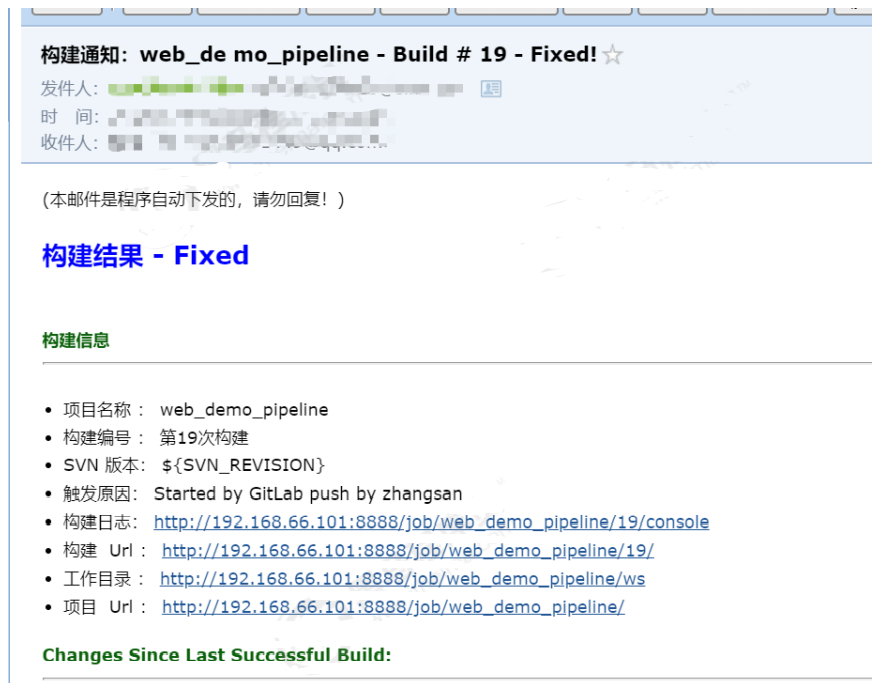 构建通知：web_de mo_pipeline - Build # 19 - Fixed!
发件人：
时 间：
收件人：
(本邮件是程序自动下发的，请勿回复！)
构建结果 - Fixed
构建信息
• 项目名称 ： web_demo_pipeline
• 构建编号 ： 第19次构建
• SVN 版本： ${SVN_REVISION}
• 触发原因： Started by GitLab push by zhangsan
• 构建日志： http://192.168.66.101:8888/job/web_demo_pipeline/19/console
• 构建 Url ： http://192.168.66.101:8888/job/web_demo_pipeline/19/
• 工作目录 ： http://192.168.66.101:8888/job/web_demo_pipeline/ws
• 项目 Url ： http://192.168.66.101:8888/job/web_demo_pipeline/
Changes Since Last Successful Build: